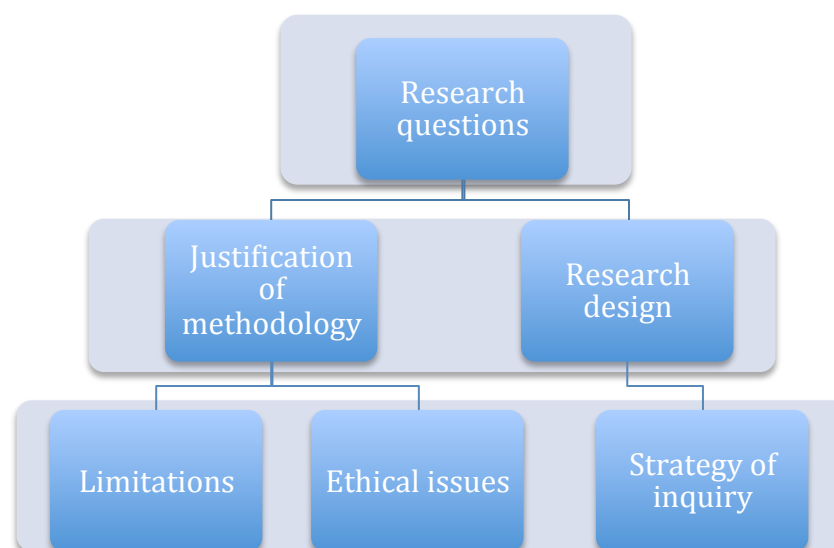 Research
questions
Justification
of
methodology
Research
design
Limitations
Ethical issues
Strategy of
inquiry